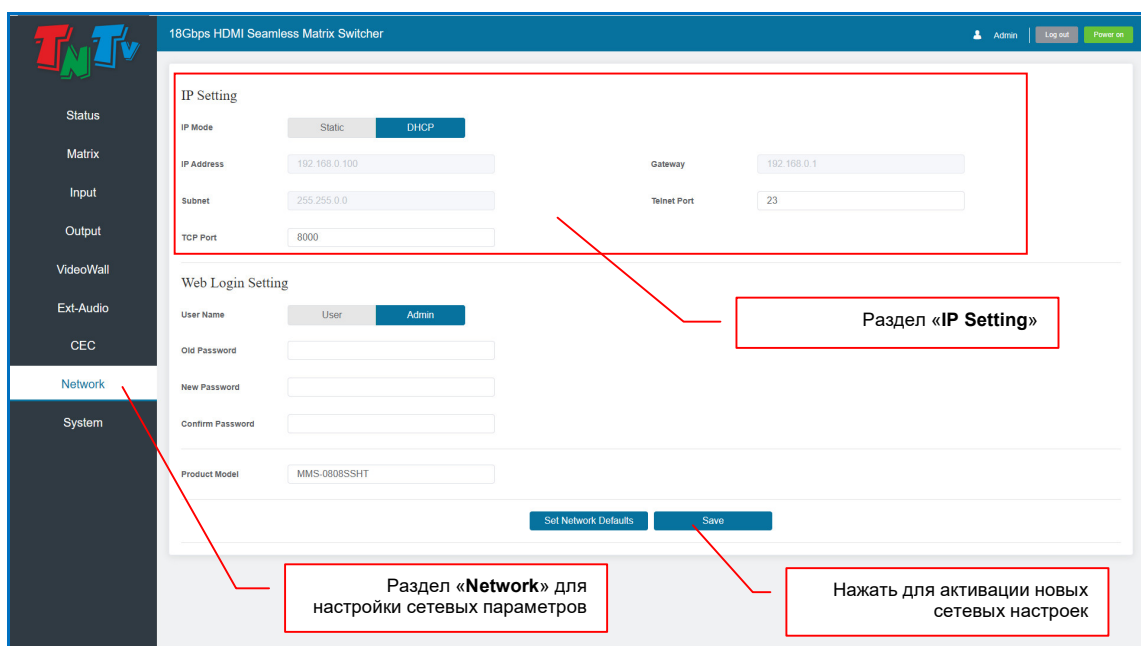 TNTv
18Gbps HDMI Seamless Matrix Switcher
Admin
Log out
Power on
Status
Matrix
Input
Output
VideoWall
Ext-Audio
CEC
Network
System
IP Setting
IP Mode Static DHCP
IP Address 192.168.0.100 Gateway 192.168.0.1
Subnet 255.255.0.0 Telnet Port 23
TCP Port 8000
Web Login Setting
User Name User Admin
Old Password
New Password
Confirm Password
Product Model MMS-0808SSHT
Set Network Defaults Save
Раздел «IP Setting»
Раздел «Network» для
настройки сетевых параметров
Нажать для активации новых
сетевых настроек